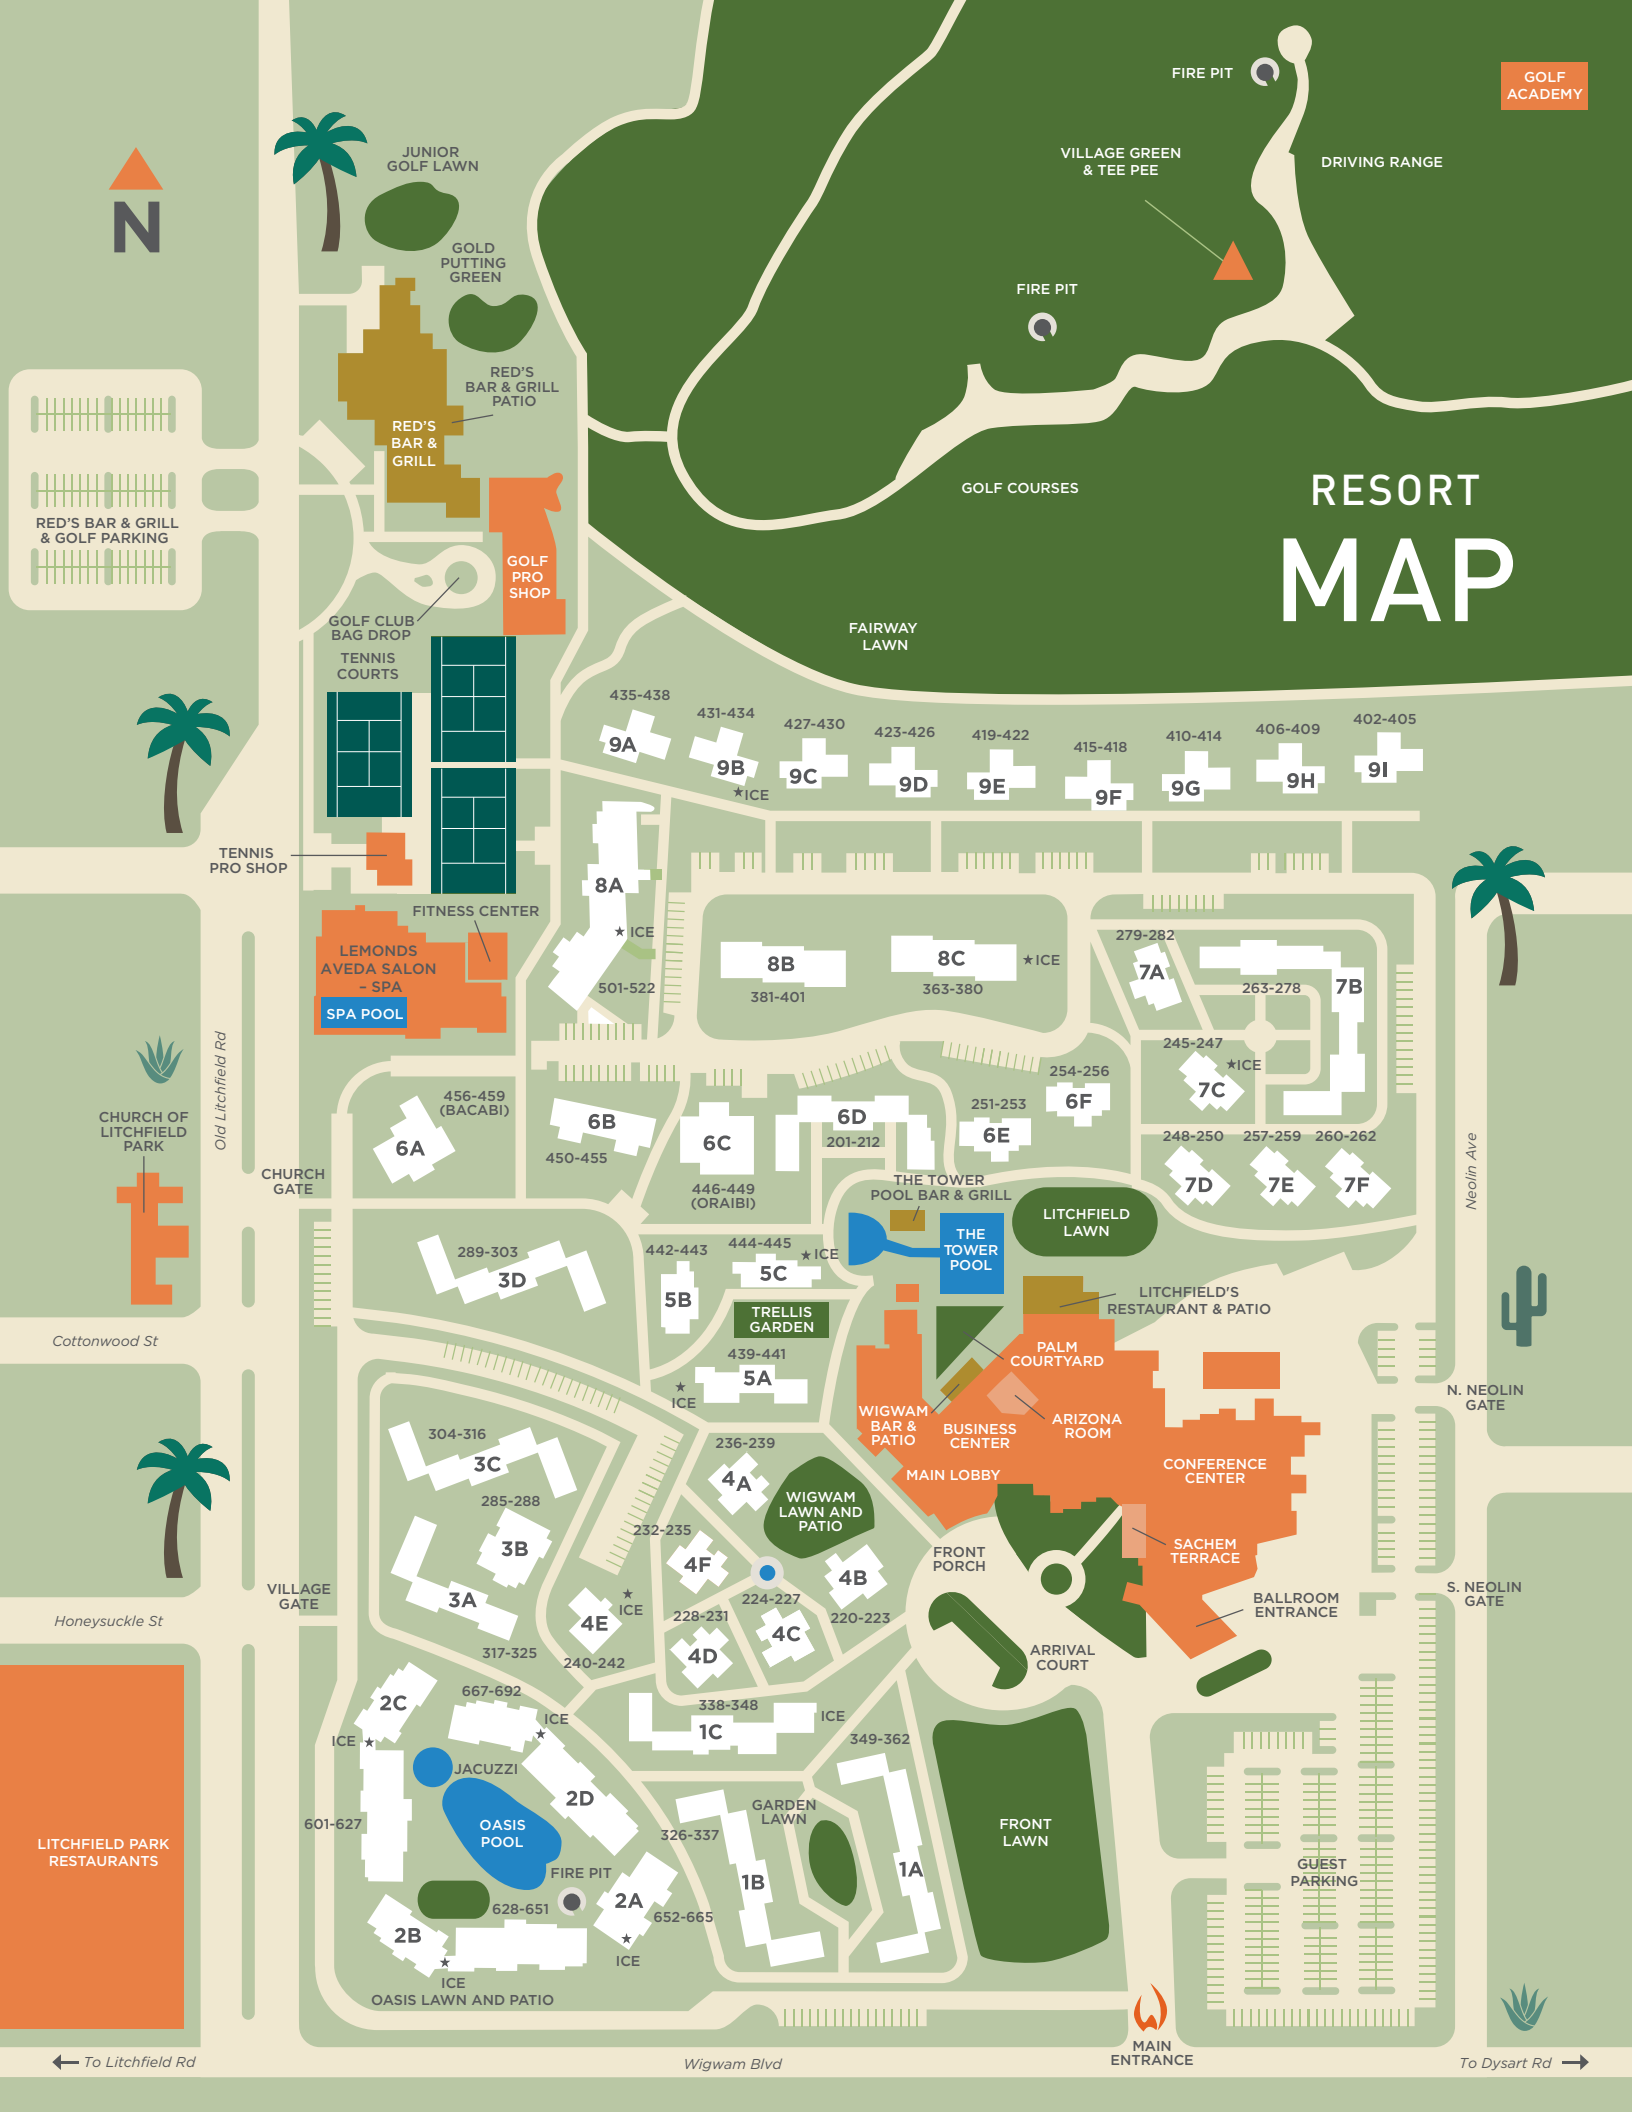 FIRE PIT
GOLF
ACADEMY
VILLAGE GREEN
& TEE PEE
DRIVING RANGE
JUNIOR
GOLF LAWN
N
GOLD
PUTTING
GREEN
FIRE PIT
RED'S
BAR & GRILL
PATIO
RED'S
BAR &
GRILL
GOLF COURSES
RESORT
MAP
RED'S BAR & GRILL
& GOLF PARKING
GOLF
PRO
SHOP
GOLF CLUB
BAG DROP
TENNIS
COURTS
FAIRWAY
LAWN
435-438
9A
431-434
9B
★ICE
427-430
9C
423-426
9D
419-422
9E
415-418
9F
410-414
9G
406-409
9H
402-405
9I
TENNIS
PRO SHOP
FITNESS CENTER
LEMONDS
AVEDA SALON
– SPA
SPA POOL
8A
★ ICE
501-522
8B
381-401
8C
★ICE
363-380
279-282
7A
263-278
7B
245-247
★ICE
7C
Old Litchfield Rd
CHURCH OF
LITCHFIELD
PARK
CHURCH
GATE
456-459
(BACABI)
6A
6B
450-455
6C
446-449
(ORAIBI)
6D
201-212
251-253
6E
254-256
6F
248-250
7D
257-259
7E
260-262
7F
Neolin Ave
THE TOWER
POOL BAR & GRILL
THE
TOWER
POOL
LITCHFIELD
LAWN
289-303
3D
442-443
5B
444-445
★ICE
5C
TRELLIS
GARDEN
439-441
5A
★
ICE
LITCHFIELD'S
RESTAURANT & PATIO
PALM
COURTYARD
ARIZONA
ROOM
WIGWAM
BAR &
PATIO
BUSINESS
CENTER
MAIN LOBBY
CONFERENCE
CENTER
SACHEM
TERRACE
N. NEOLIN
GATE
Cottonwood St
304-316
3C
285-288
3B
3A
317-325
236-239
4A
WIGWAM
LAWN AND
PATIO
232-235
4F
4B
220-223
224-227
4C
228-231
4D
★
ICE
4E
240-242
FRONT
PORCH
ARRIVAL
COURT
BALLROOM
ENTRANCE
S. NEOLIN
GATE
VILLAGE
GATE
Honeysuckle St
2C
ICE ★
667-692
ICE
★
2D
JACUZZI
OASIS
POOL
601-627
FIRE PIT
628-651
2B
★
ICE
2A
652-665
★
ICE
OASIS LAWN AND PATIO
338-348
1C
ICE
349-362
1A
326-337
1B
GARDEN
LAWN
FRONT
LAWN
GUEST
PARKING
LITCHFIELD PARK
RESTAURANTS
MAIN
ENTRANCE
To Litchfield Rd
Wigwam Blvd
To Dysart Rd